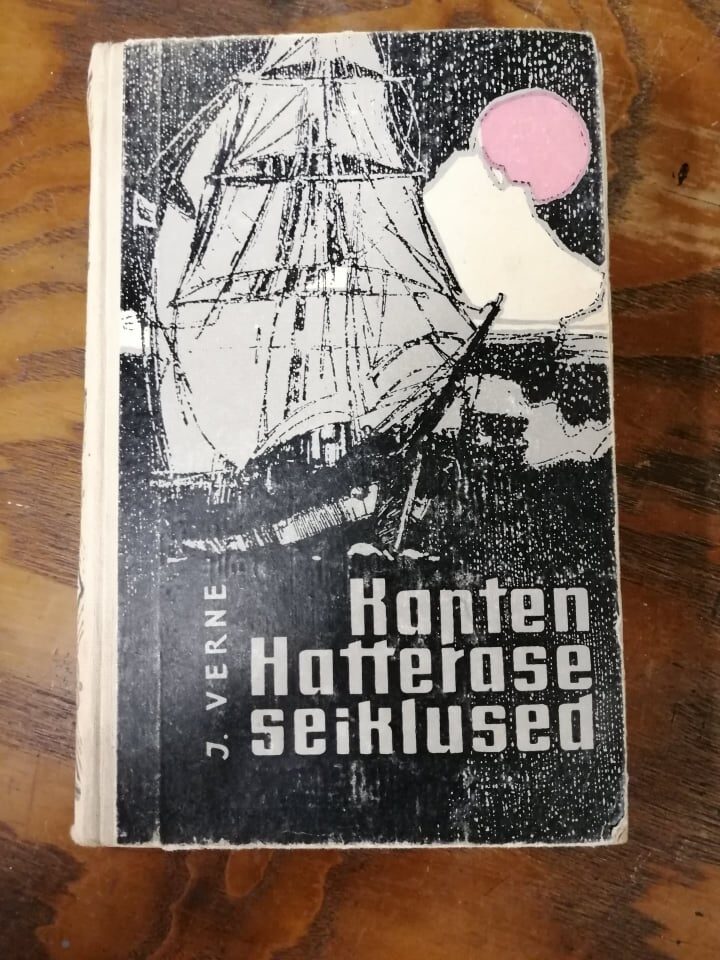 J. VERNE
Kapten
Hatterase
seiklused